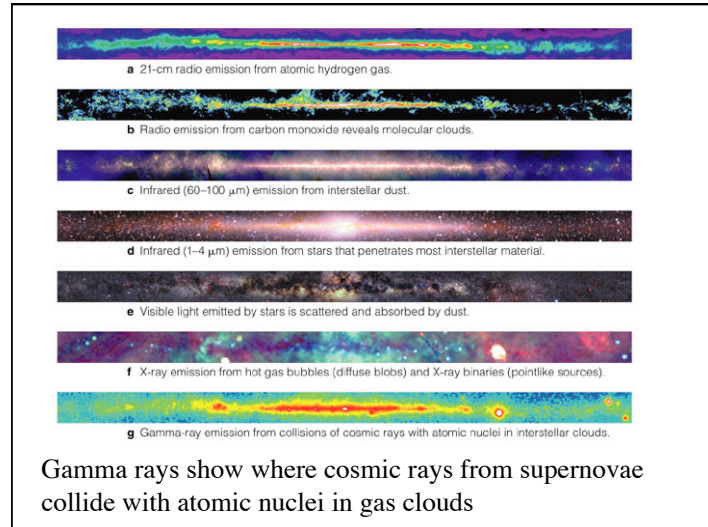 a 21-cm radio emission from atomic hydrogen gas.
b Radio emission from carbon monoxide reveals molecular clouds.
c Infrared (60–100 μm) emission from interstellar dust.
d Infrared (1–4 μm) emission from stars that penetrates most interstellar material.
e Visible light emitted by stars is scattered and absorbed by dust.
f X-ray emission from hot gas bubbles (diffuse blobs) and X-ray binaries (pointlike sources).
g Gamma-ray emission from collisions of cosmic rays with atomic nuclei in interstellar clouds.
Gamma rays show where cosmic rays from supernovae
collide with atomic nuclei in gas clouds